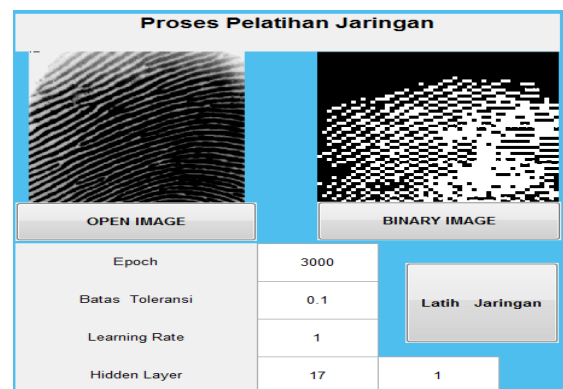 Proses Pelatihan Jaringan
OPEN IMAGE
BINARY IMAGE
Epoch 3000
Batas Toleransi 0.1
Latih Jaringan
Learning Rate 1
Hidden Layer 17 1